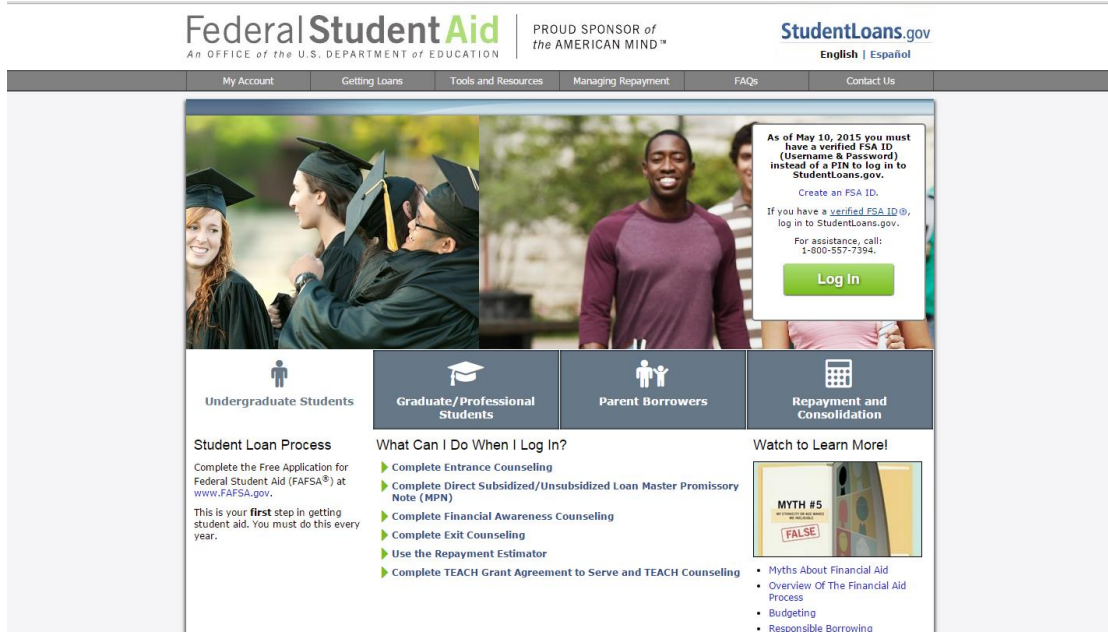 Federal StudentAid
An OFFICE of the U.S. DEPARTMENT of EDUCATION
PROUD SPONSOR of
the AMERICAN MIND™
StudentLoans.gov
English | Español
My Account
Getting Loans
Tools and Resources
Managing Repayment
FAQs
Contact Us
As of May 10, 2015 you must
have a verified FSA ID
(Username & Password)
instead of a PIN to log in to
StudentLoans.gov.
Create an FSA ID.
If you have a verified FSA ID,
log in to StudentLoans.gov.
For assistance, call:
1-800-557-7394.
Log In
Undergraduate Students
Graduate/Professional
Students
Parent Borrowers
Repayment and
Consolidation
Student Loan Process
Complete the Free Application for
Federal Student Aid (FAFSA®) at
www.FAFSA.gov.
This is your first step in getting
student aid. You must do this every
year.
What Can I Do When I Log In?
Complete Entrance Counseling
Complete Direct Subsidized/Unsubsidized Loan Master Promissory
Note (MPN)
Complete Financial Awareness Counseling
Complete Exit Counseling
Use the Repayment Estimator
Complete TEACH Grant Agreement to Serve and TEACH Counseling
Watch to Learn More!
MYTH #5
FALSE
Myths About Financial Aid
Overview Of The Financial Aid
Process
Budgeting
Responsible Borrowing